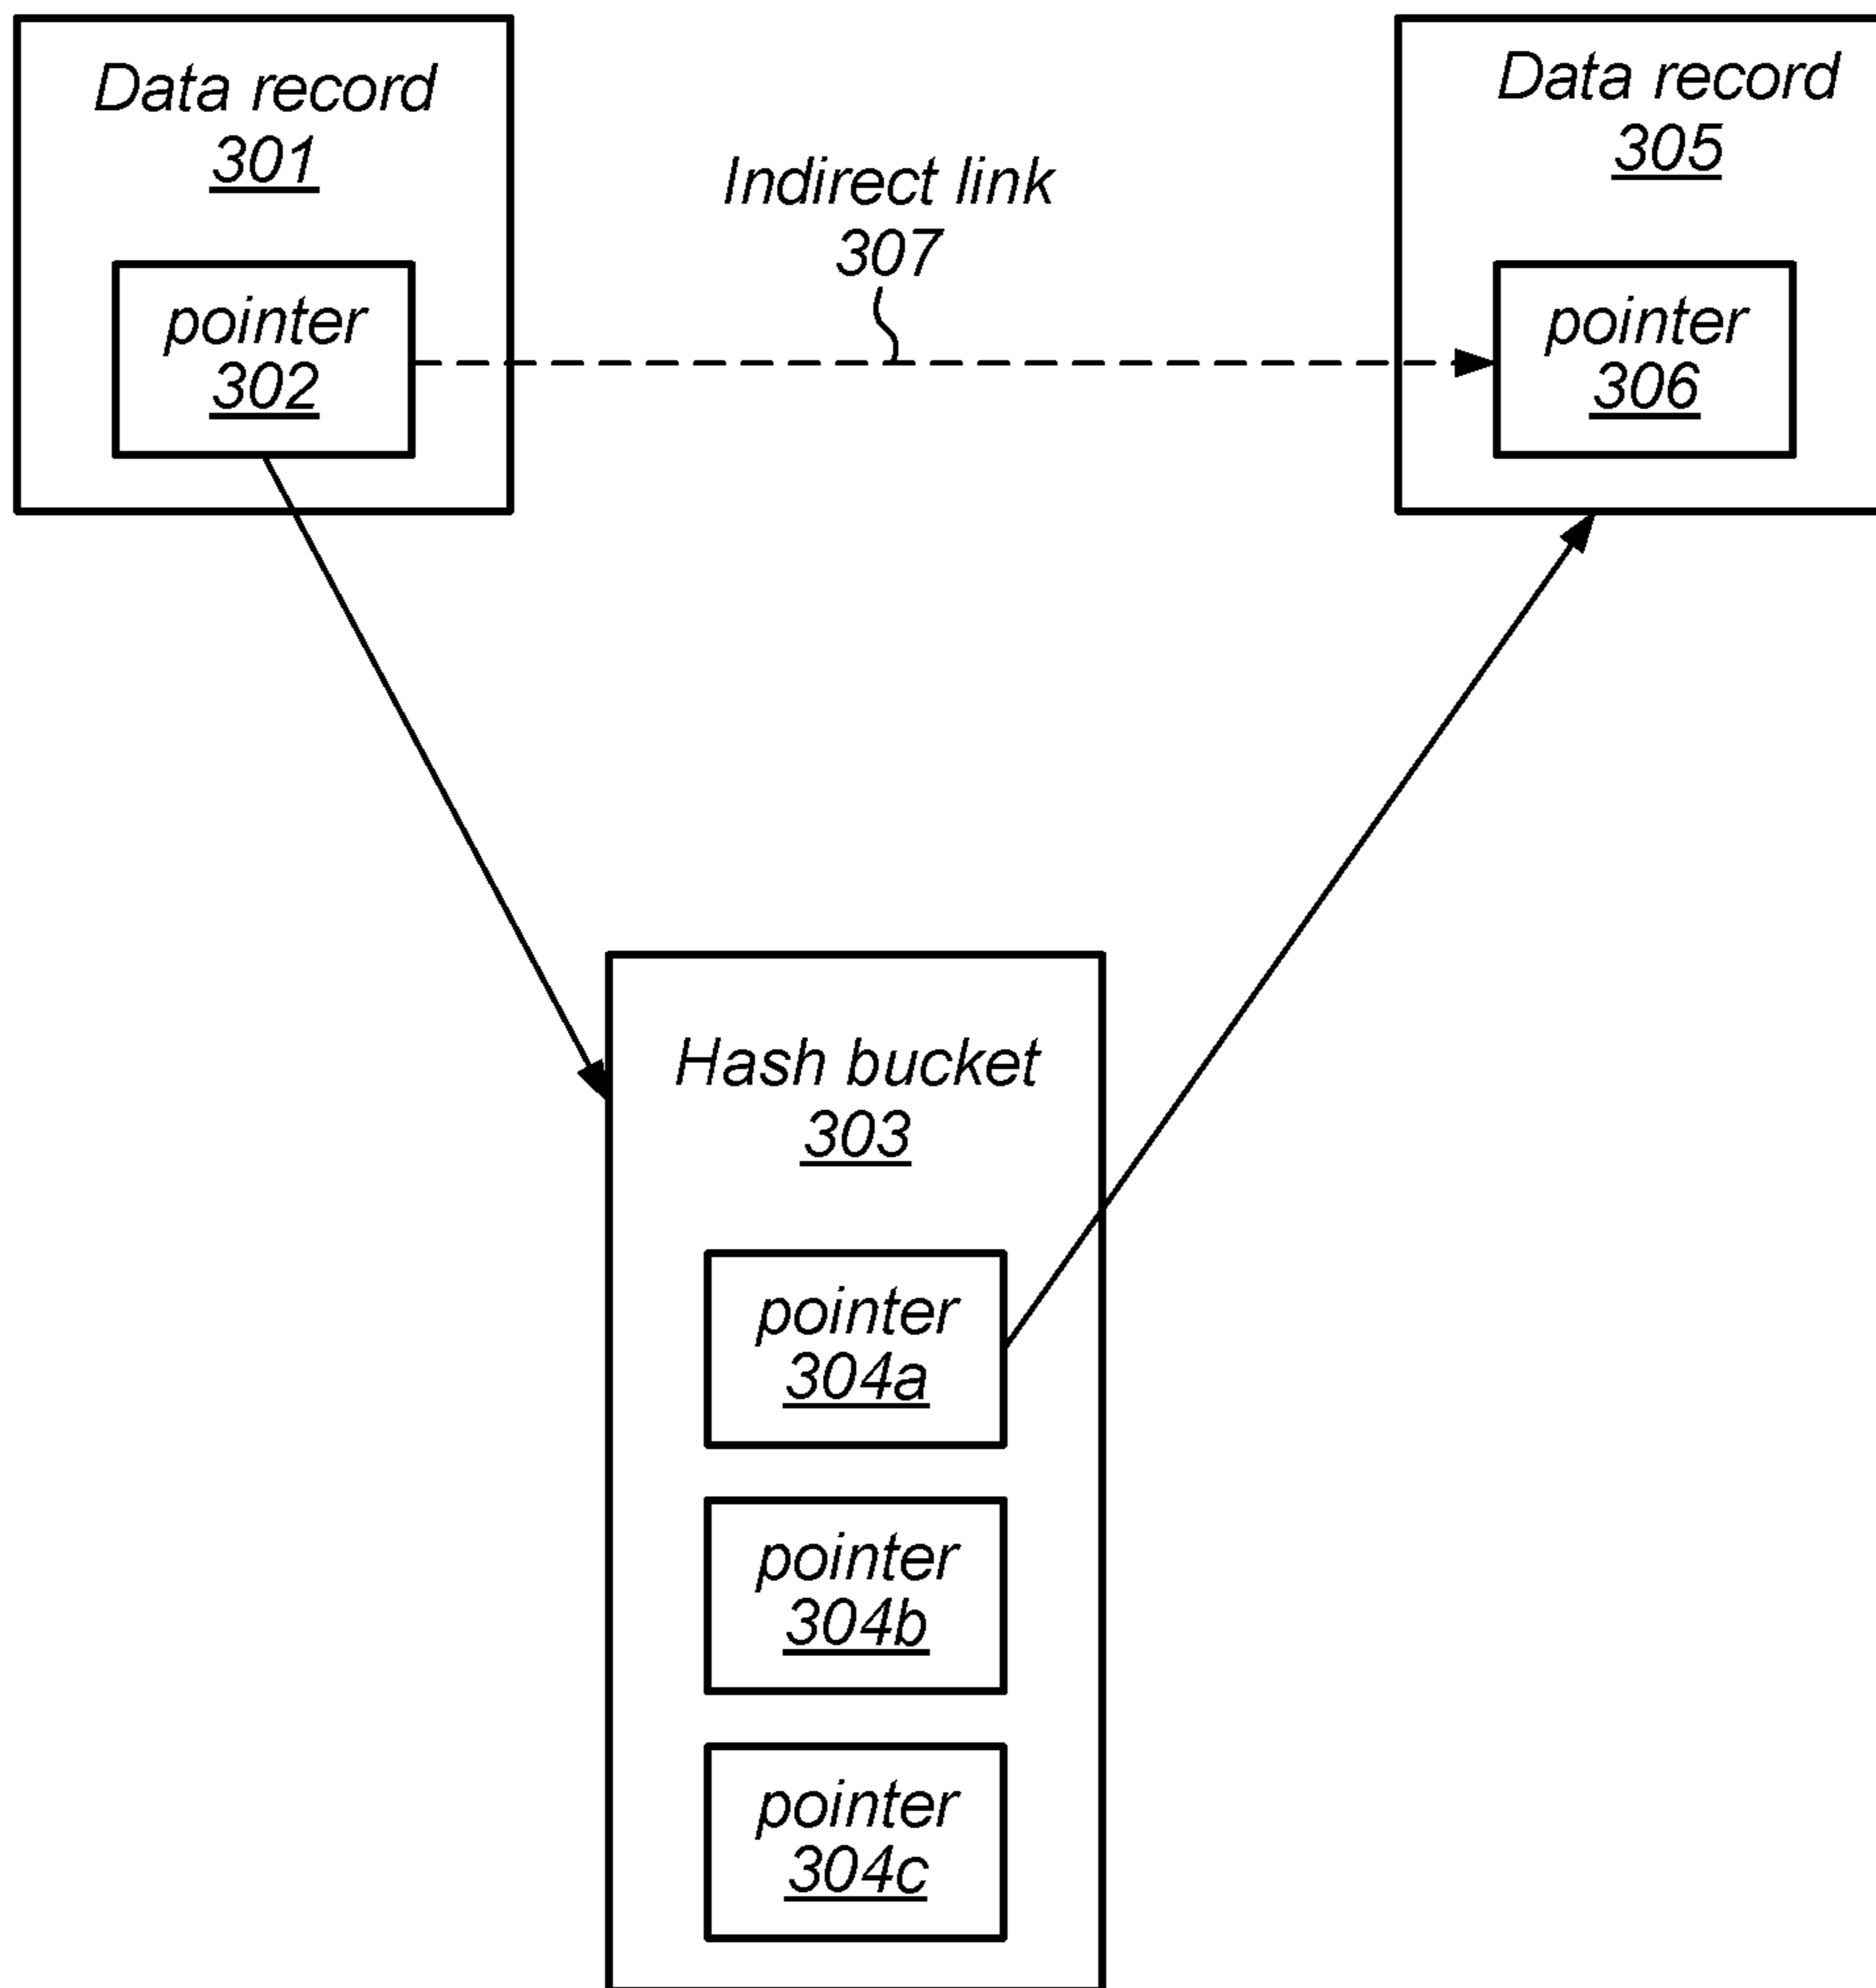 Data record
301
pointer
302
Indirect link
307
Data record
305
pointer
306
Hash bucket
303
pointer
304a
pointer
304b
pointer
304c